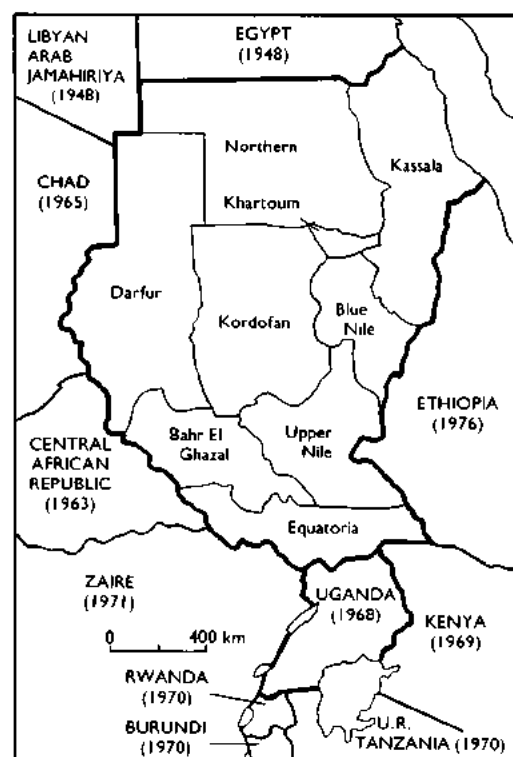 LIBYAN
ARAB
JAMAHIRIYA
(1948)
EGYPT
(1948)
Northern
Kassala
CHAD
(1965)
Khartoum
Darfur
Kordofan
Blue
Nile
ETHIOPIA
(1976)
CENTRAL
AFRICAN
REPUBLIC
(1963)
Bahr El
Ghazal
Upper
Nile
Equatoria
ZAIRE
(1971)
UGANDA
(1968)
KENYA
(1969)
0 400 km
RWANDA
(1970)
BURUNDI
(1970)
U.R.
TANZANIA (1970)